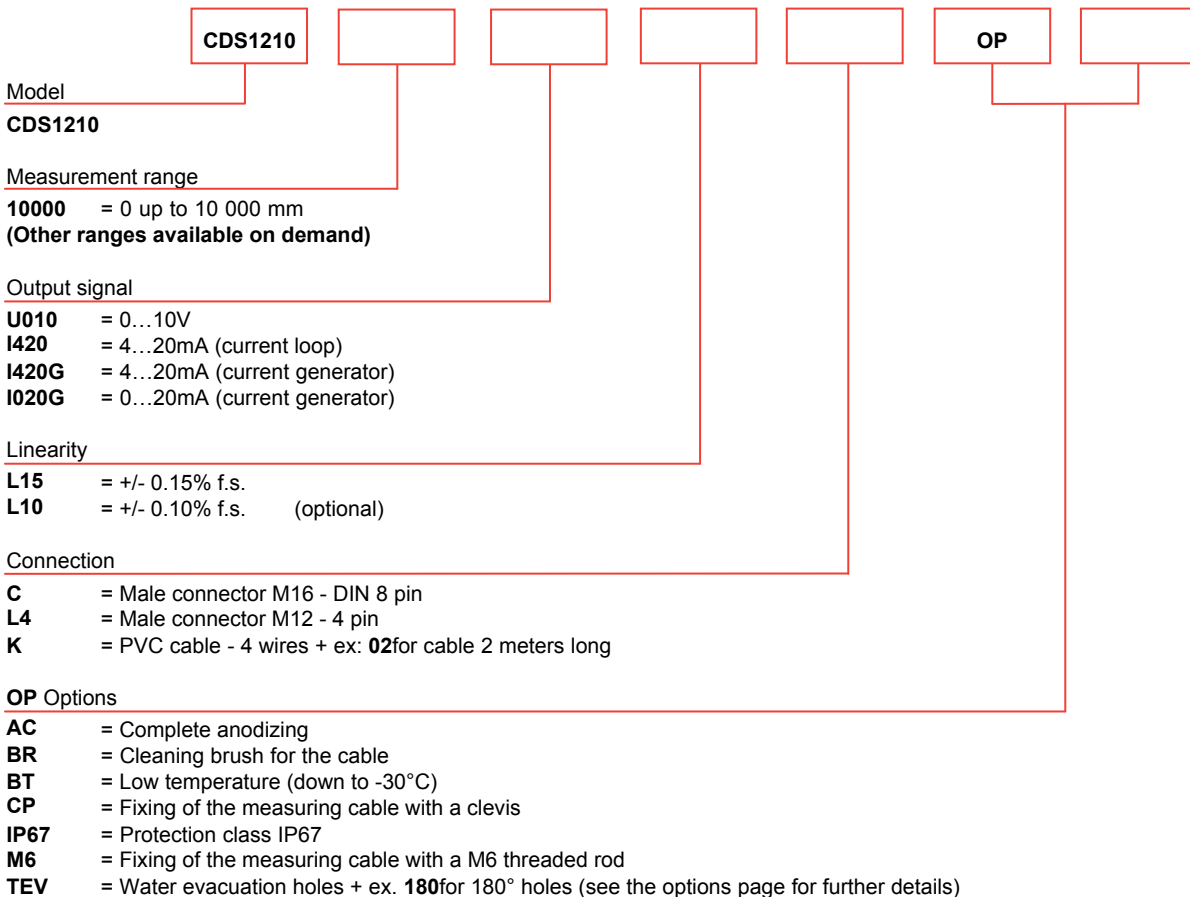 CDS1210 OP
Model
CDS1210
Measurement range
10000 = 0 up to 10 000 mm
(Other ranges available on demand)
Output signal
U010 = 0…10V
I420 = 4…20mA (current loop)
I420G = 4…20mA (current generator)
I020G = 0…20mA (current generator)
Linearity
L15 = +/- 0.15% f.s.
L10 = +/- 0.10% f.s. (optional)
Connection
C = Male connector M16 - DIN 8 pin
L4 = Male connector M12 - 4 pin
K = PVC cable - 4 wires + ex: 02for cable 2 meters long
OP Options
AC = Complete anodizing
BR = Cleaning brush for the cable
BT = Low temperature (down to -30°C)
CP = Fixing of the measuring cable with a clevis
IP67 = Protection class IP67
M6 = Fixing of the measuring cable with a M6 threaded rod
TEV = Water evacuation holes + ex. 180for 180° holes (see the options page for further details)